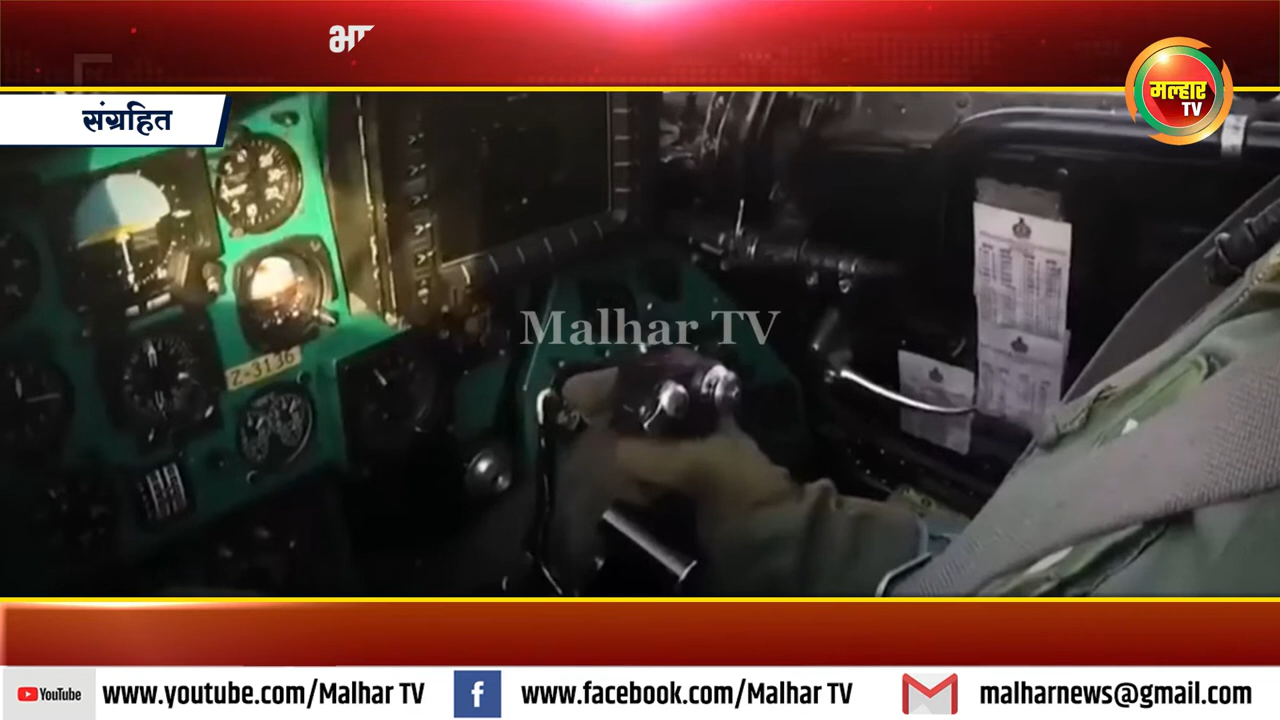 भा
संग्रहित
मल्हार
TV
Z-3136
Malhar TV
YouTube
www.youtube.com/Malhar TV
f
www.facebook.com/Malhar TV
malharnews@gmail.com